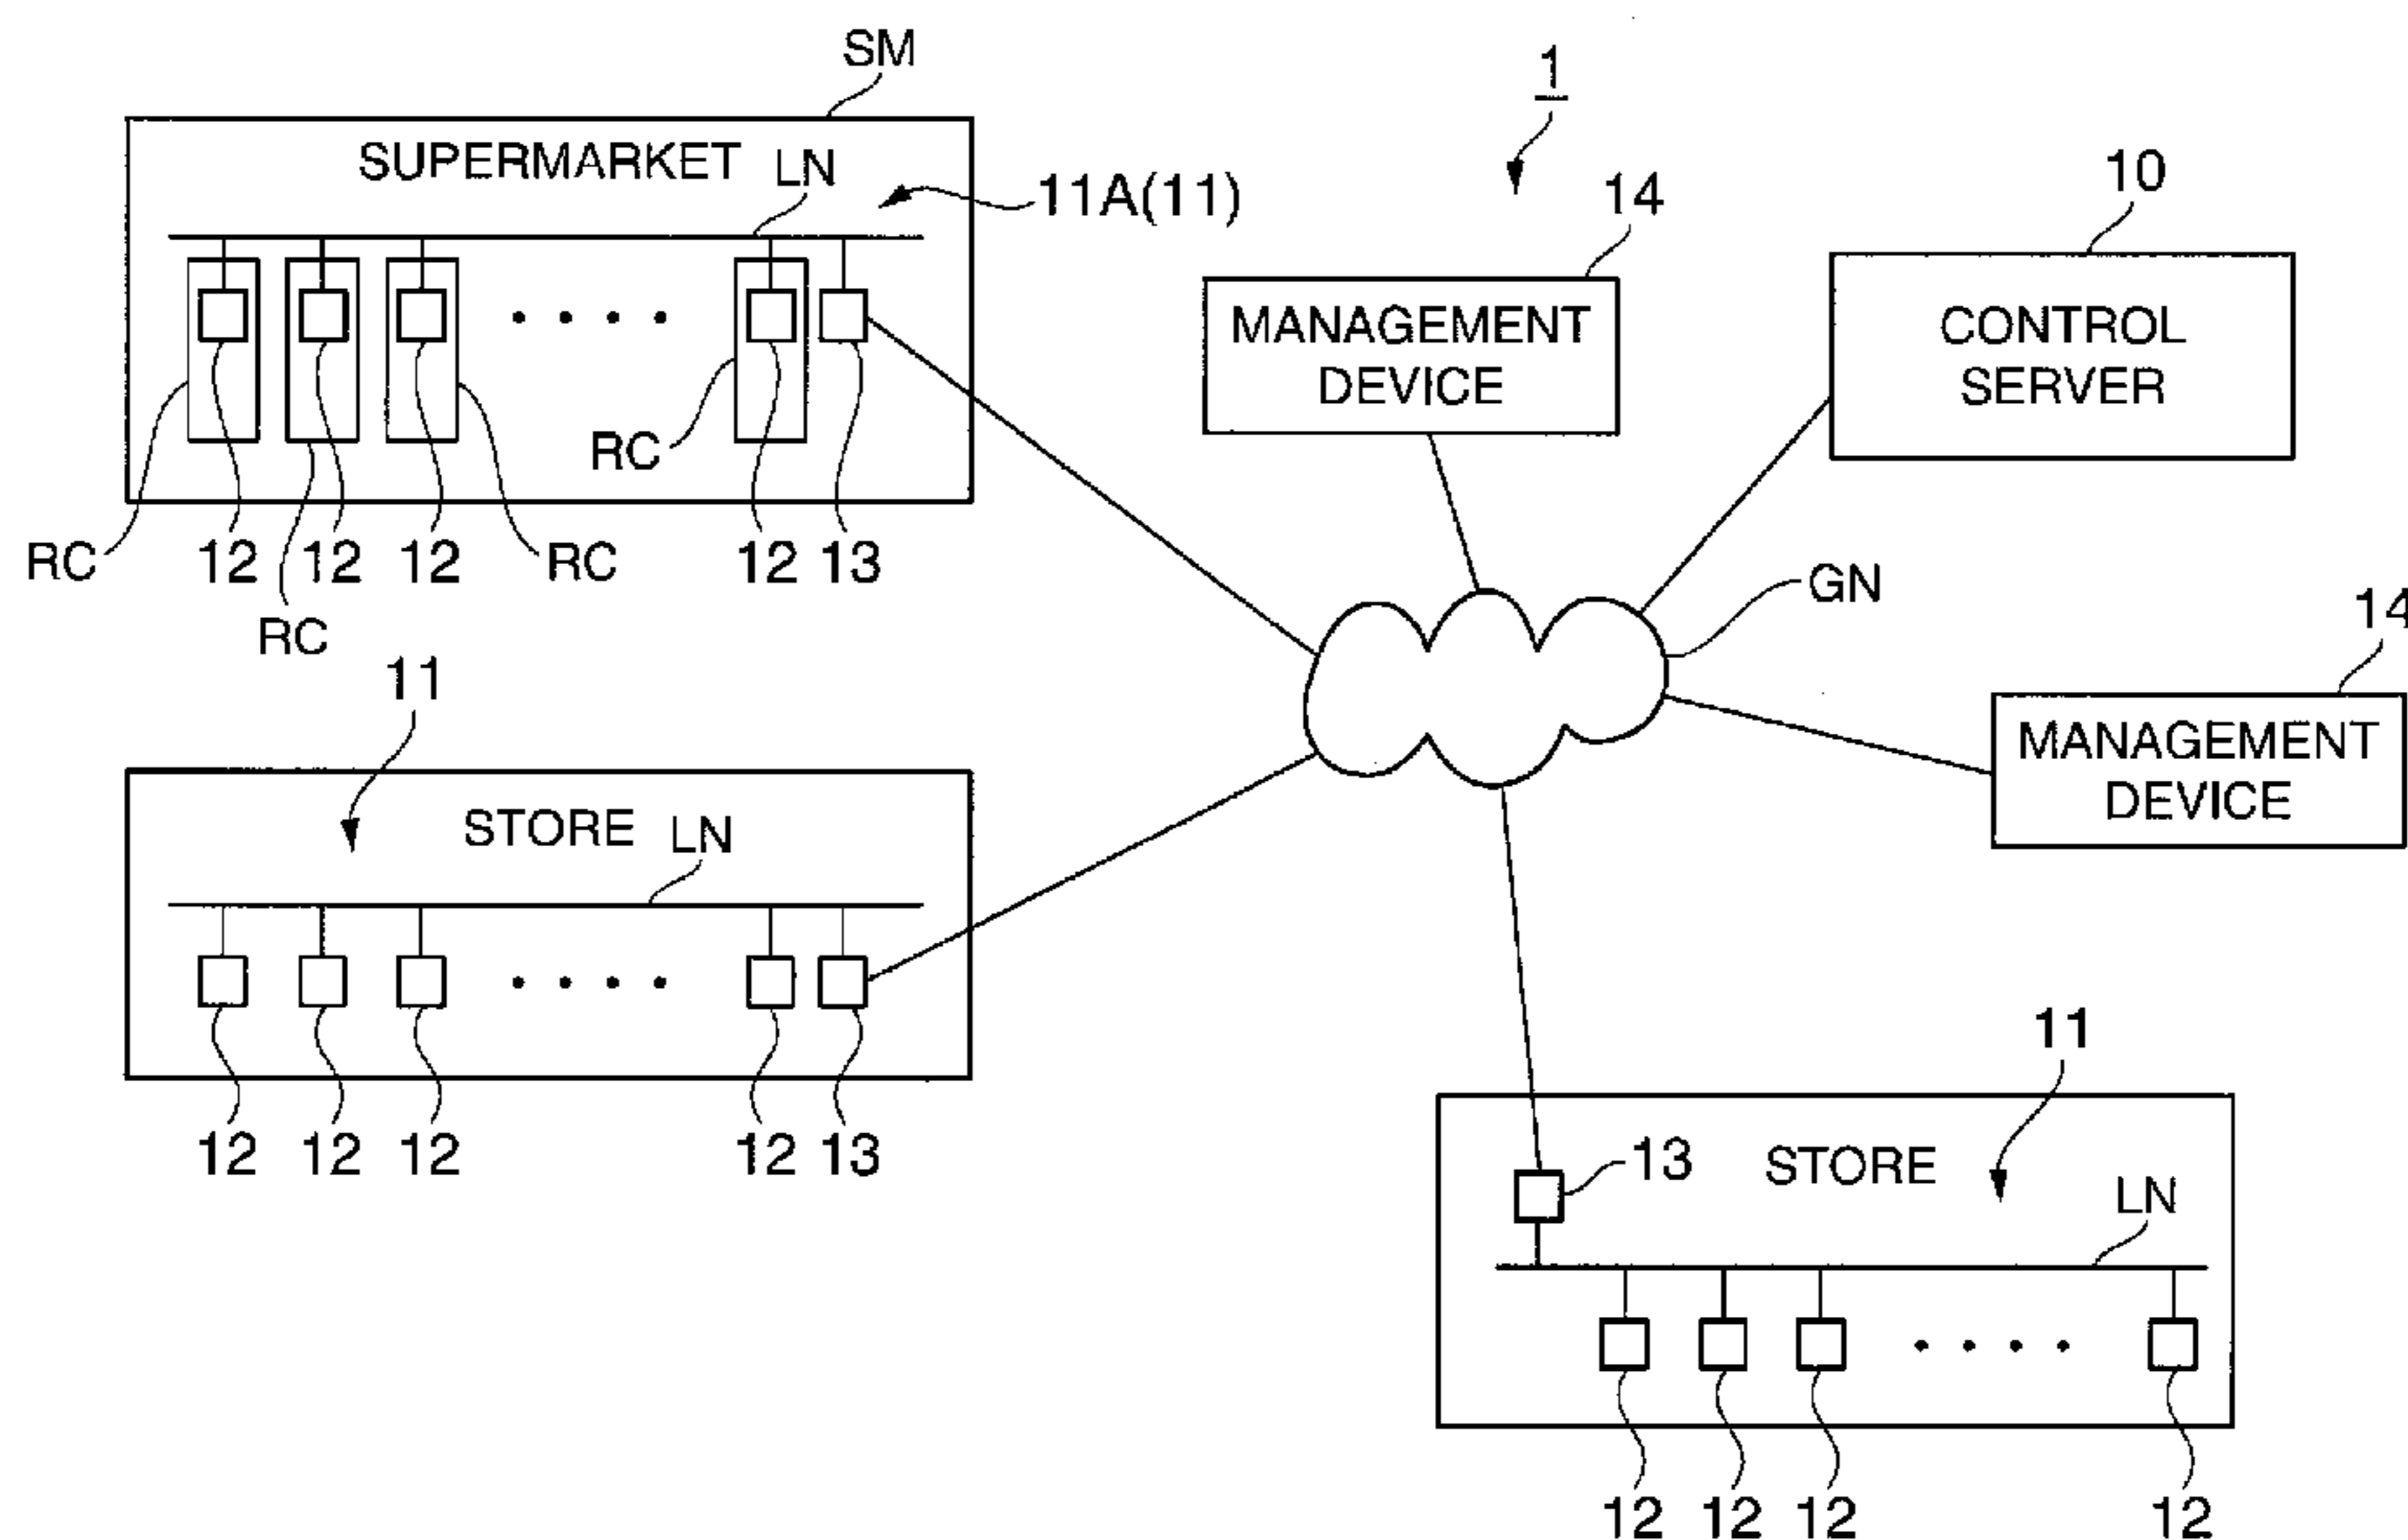 SM
SUPERMARKET LN
11A(11)
RC
RC 12 12 12 RC 12 13
RC
1
14
MANAGEMENT
DEVICE
10
CONTROL
SERVER
GN
14
MANAGEMENT
DEVICE
11
STORE LN
12 12 12 12 13
11
13 STORE
LN
12 12 12 12